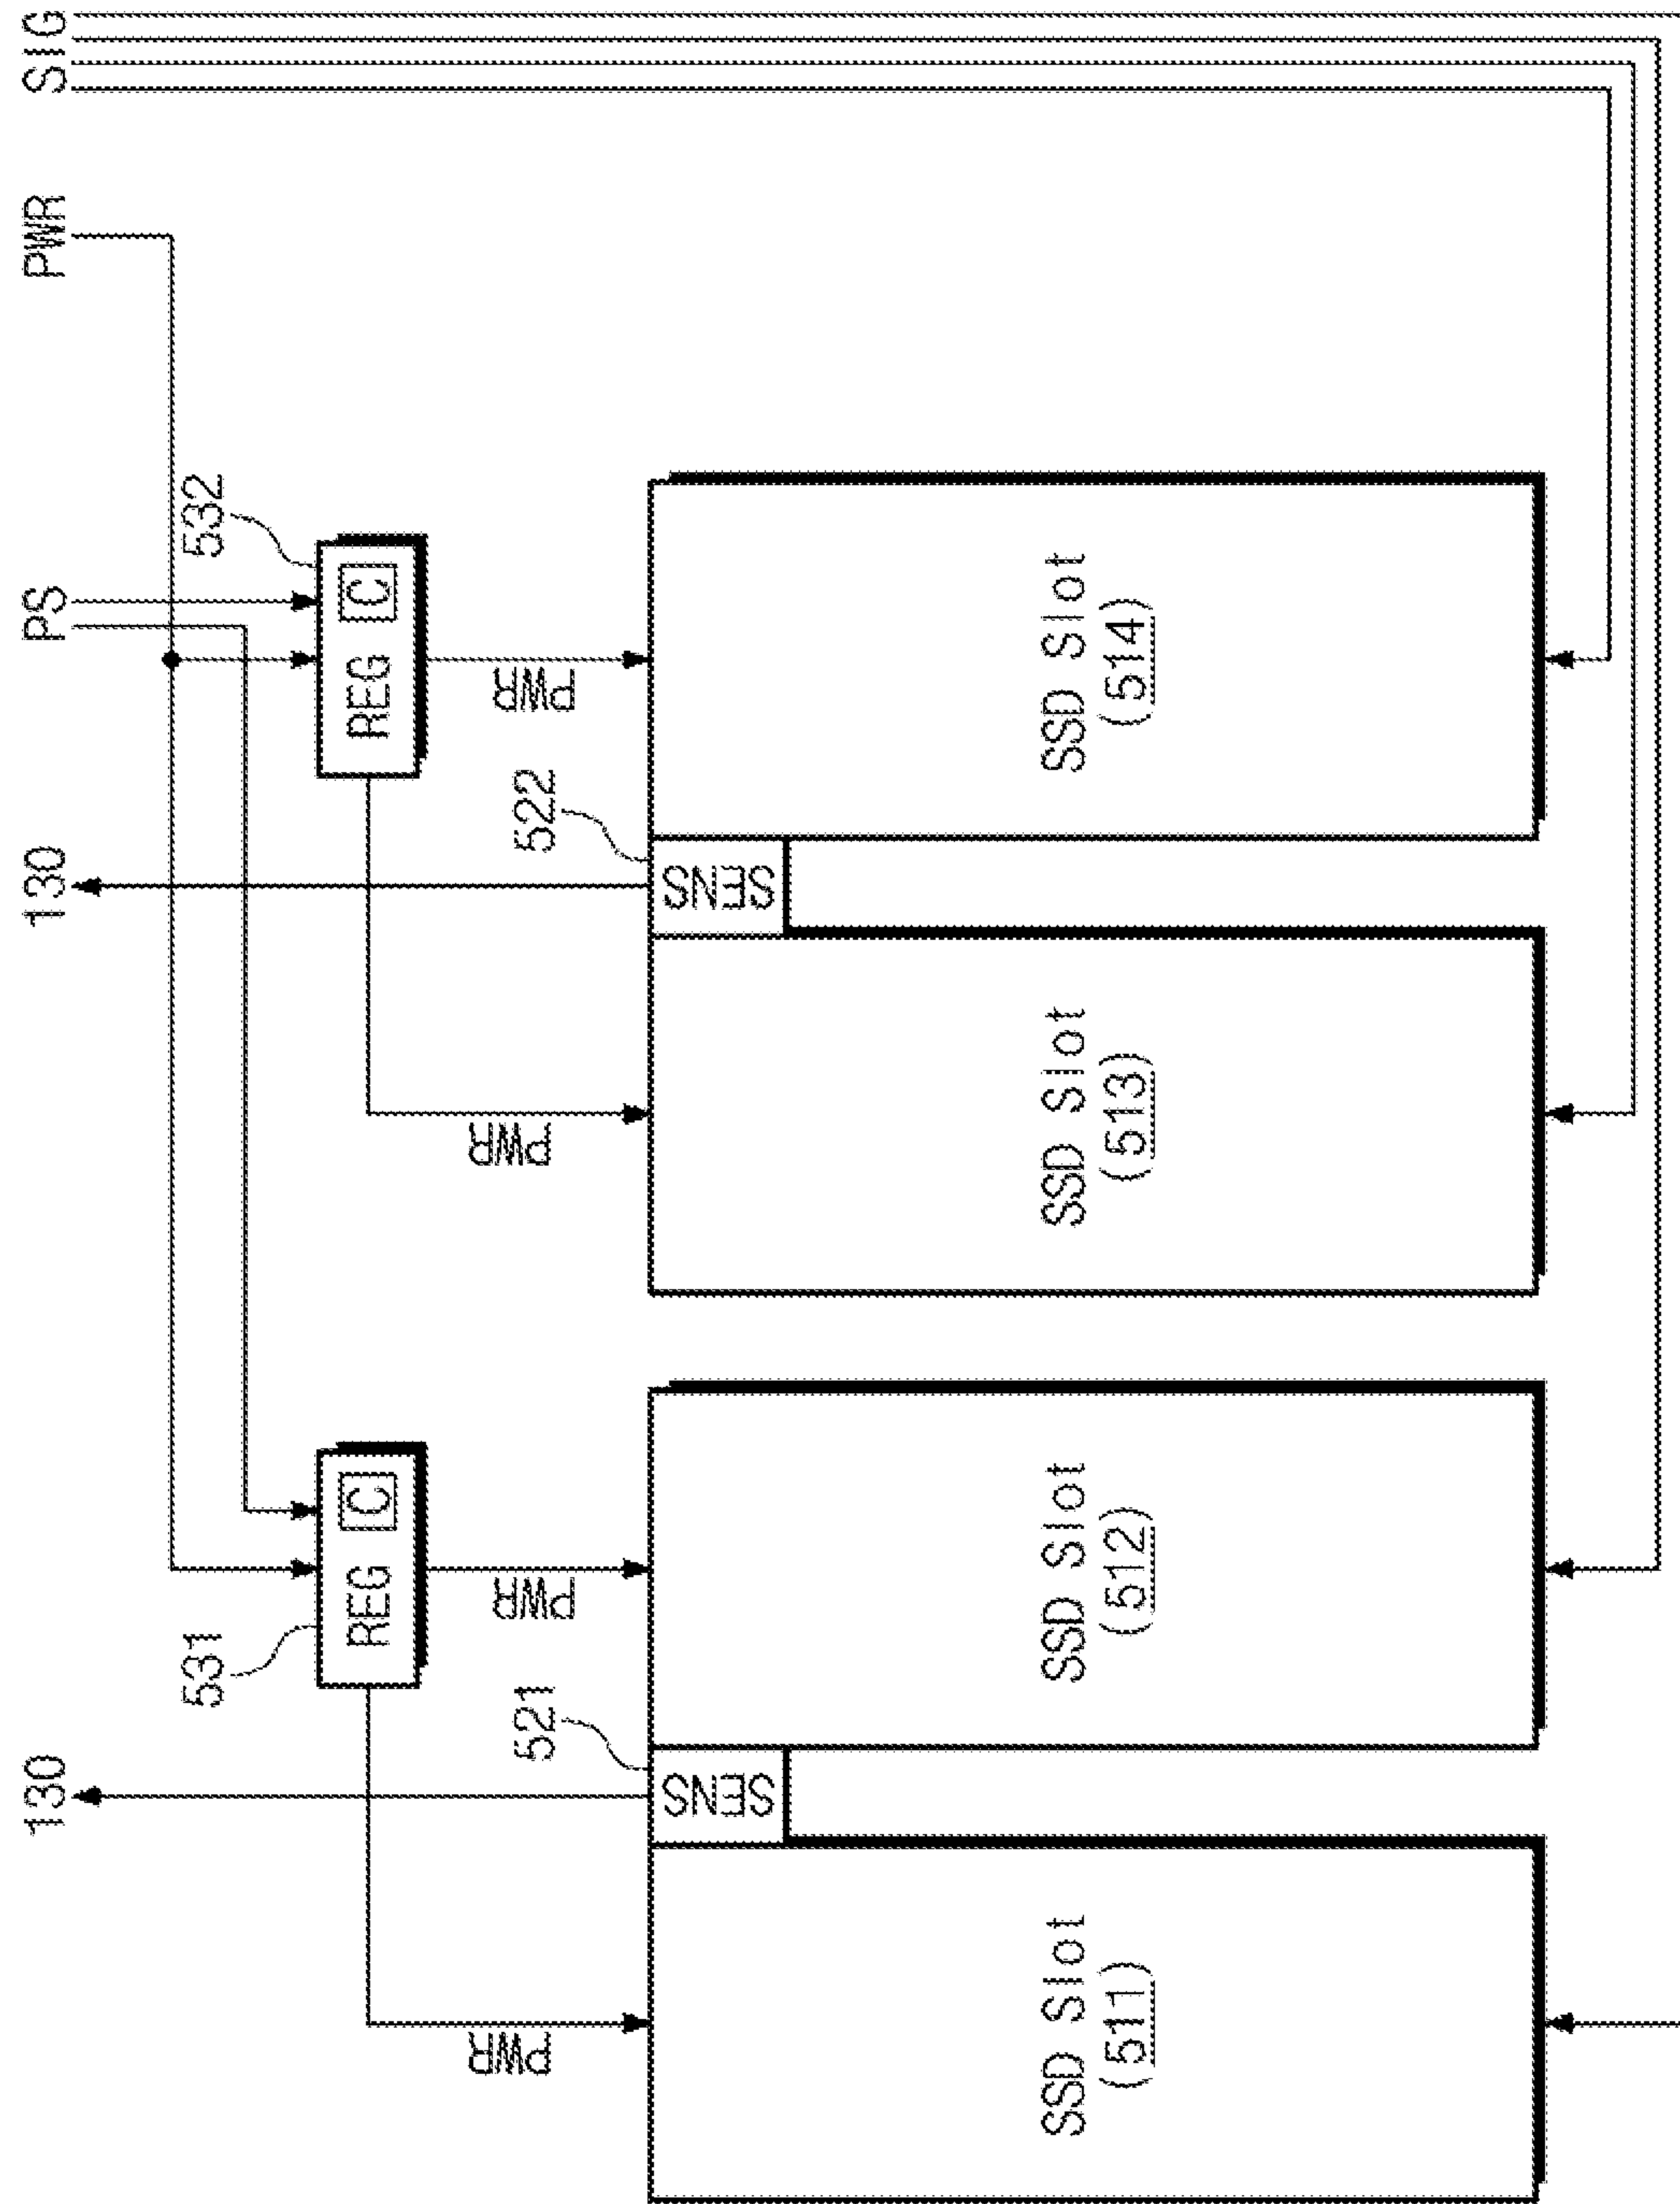 130
130
PS
PWR
SIG
531
532
REG C
REG C
PWR
521
PWR
PWR
522
PWR
SENS
SENS
SSD Slot
(511)
SSD Slot
(512)
SSD Slot
(513)
SSD Slot
(514)